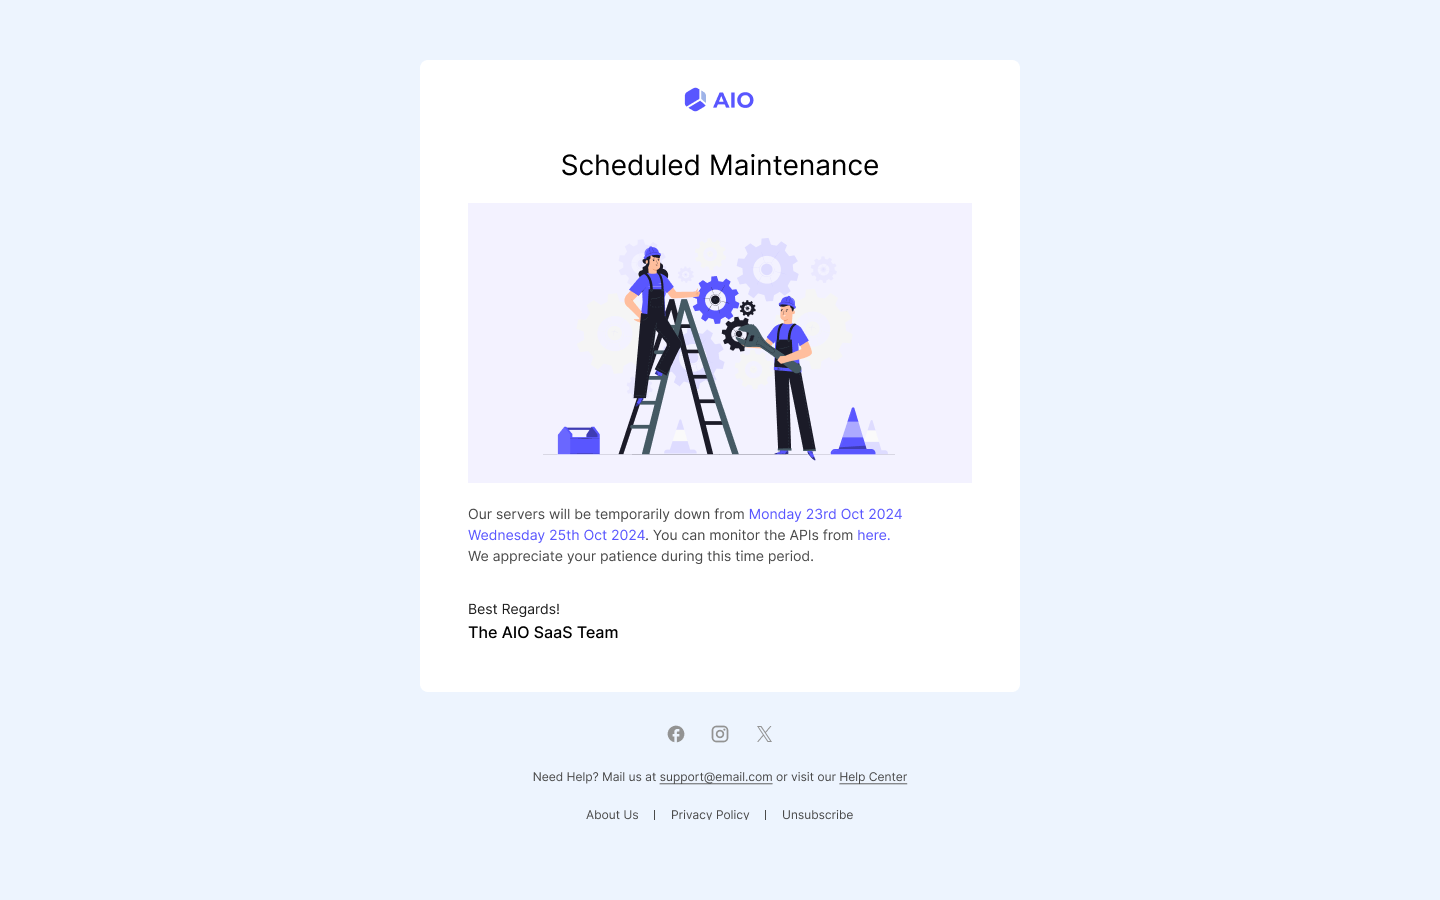 AIO
Scheduled Maintenance
Our servers will be temporarily down from Monday 23rd Oct 2024
Wednesday 25th Oct 2024. You can monitor the APIs from here.
We appreciate your patience during this time period.
Best Regards!
The AIO SaaS Team
Need Help? Mail us at support@email.com or visit our Help Center
About Us | Privacy Policy | Unsubscribe